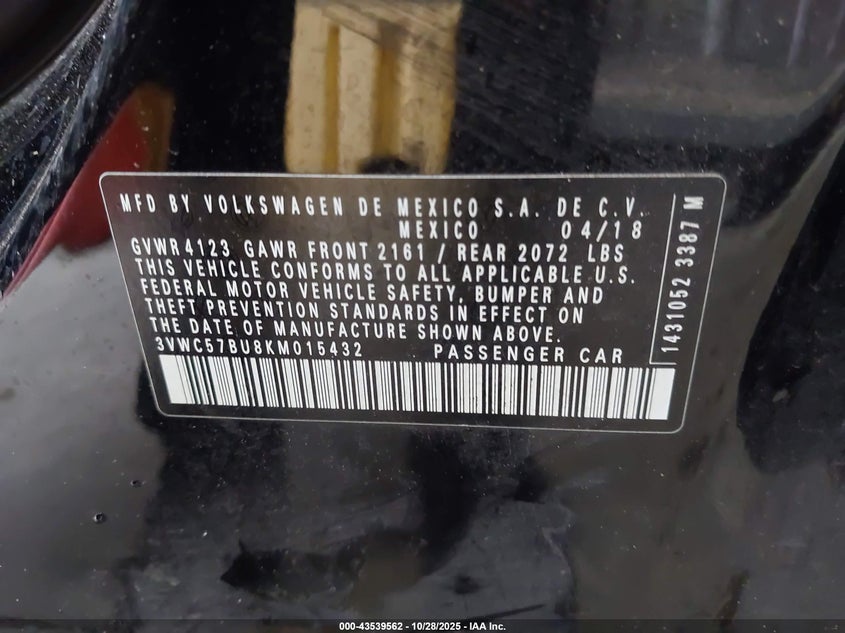 MFD BY VOLKSWAGEN DE MEXICO S.A. DE C.V.
MEXICO 04/18
GVWR 4123 GAWR FRONT 2161 / REAR 2072 LBS
THIS VEHICLE CONFORMS TO ALL APPLICABLE U.S.
FEDERAL MOTOR VEHICLE SAFETY, BUMPER AND
THEFT PREVENTION STANDARDS IN EFFECT ON
THE DATE OF MANUFACTURE SHOWN ABOVE.
3VWC57BU8KM015432 PASSENGER CAR
1431052 3387 M
000-43539562 | 10/28/2025 - IAA Inc.